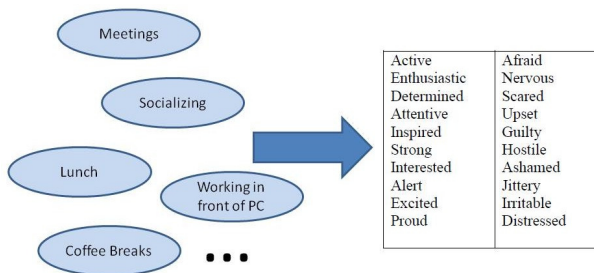 Meetings
Socializing
Lunch
Working in
front of PC
Coffee Breaks
...
Active
Enthusiastic
Determined
Attentive
Inspired
Strong
Interested
Alert
Excited
Proud
Afraid
Nervous
Scared
Upset
Guilty
Hostile
Ashamed
Jittery
Irritable
Distressed